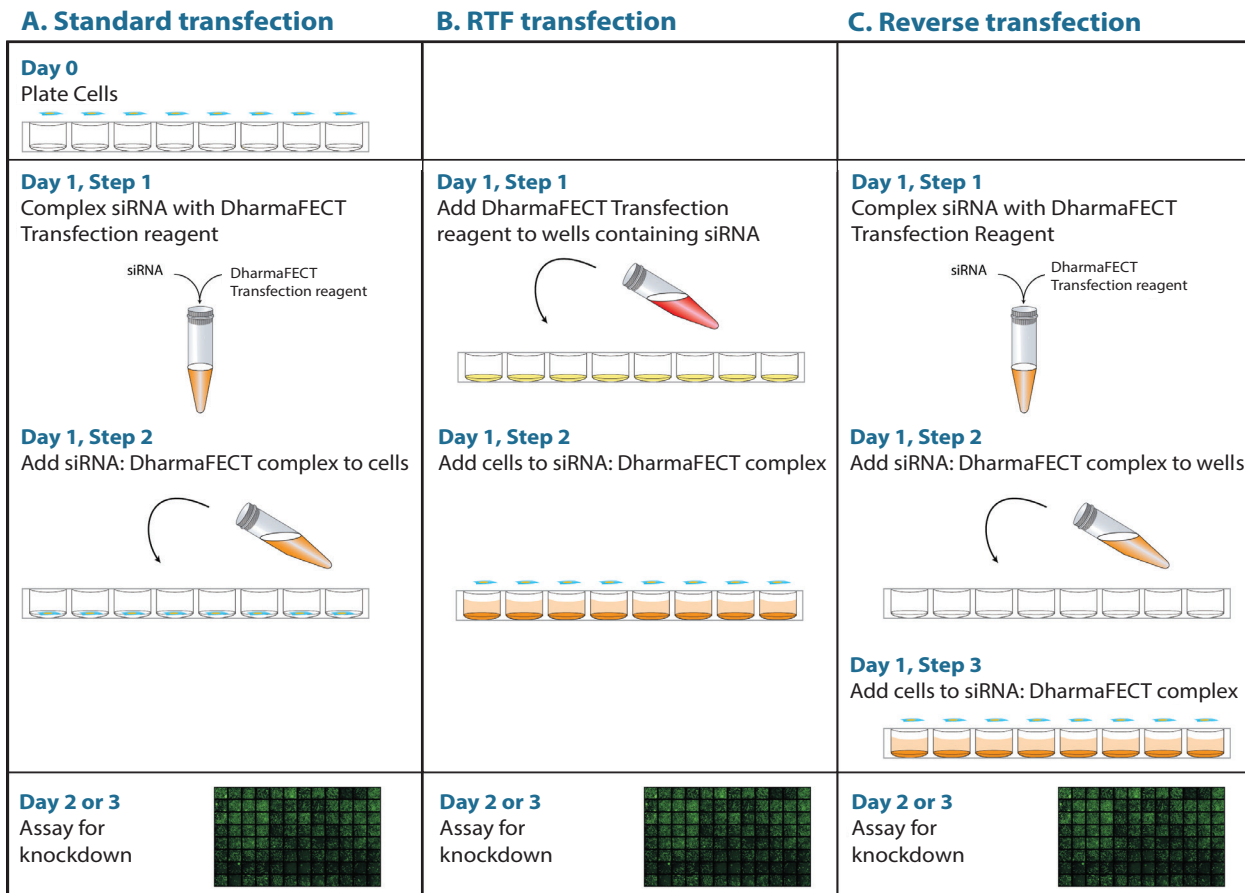 A. Standard transfection
Day 0
Plate Cells
Day 1, Step 1
Complex siRNA with DharmaFECT
Transfection reagent
siRNA
DharmaFECT
Transfection reagent
Day 1, Step 2
Add siRNA: DharmaFECT complex to cells
Day 2 or 3
Assay for
knockdown
B. RTF transfection
Day 1, Step 1
Add DharmaFECT Transfection
reagent to wells containing siRNA
Day 1, Step 2
Add cells to siRNA: DharmaFECT complex
Day 2 or 3
Assay for
knockdown
C. Reverse transfection
Day 1, Step 1
Complex siRNA with DharmaFECT
Transfection Reagent
siRNA
DharmaFECT
Transfection reagent
Day 1, Step 2
Add siRNA: DharmaFECT complex to wells
Day 1, Step 3
Add cells to siRNA: DharmaFECT complex
Day 2 or 3
Assay for
knockdown